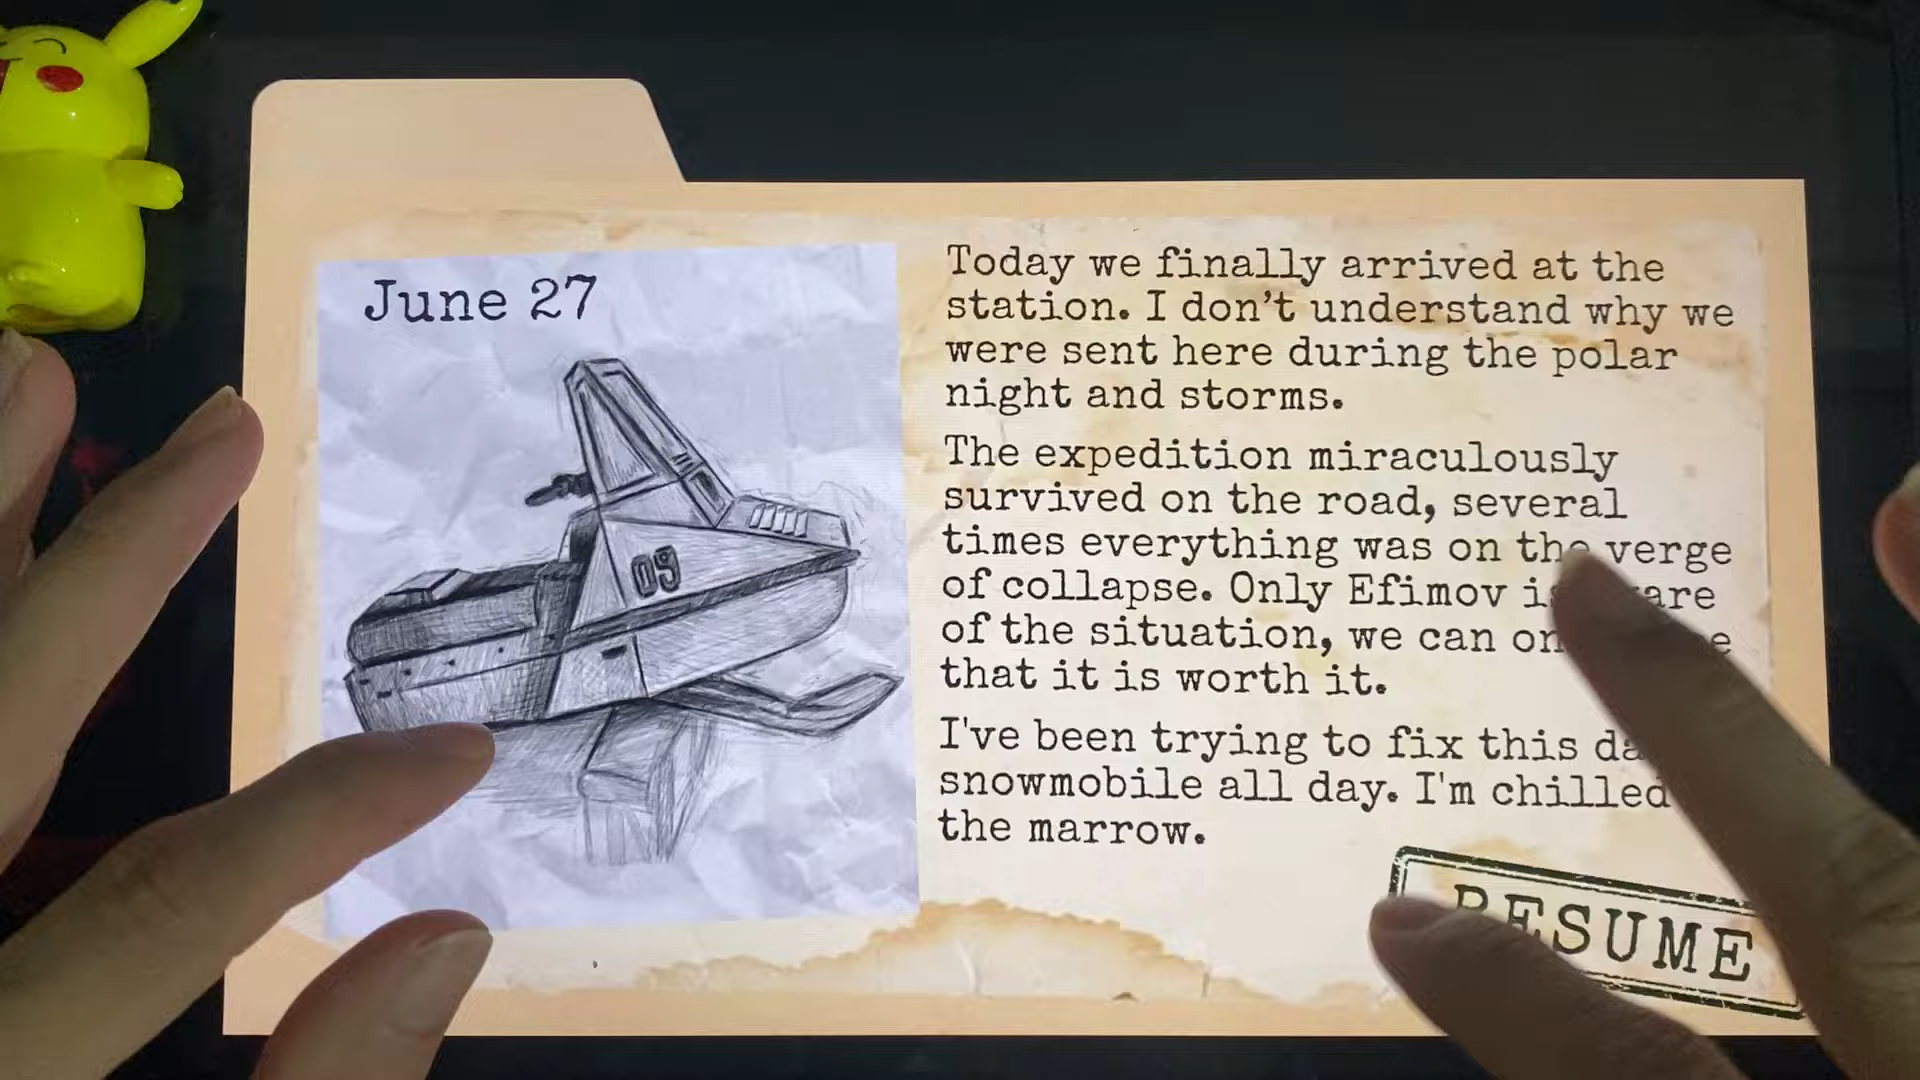 June 27
09
Today we finally arrived at the
station. I don't understand why we
were sent here during the polar
night and storms.
The expedition miraculously
survived on the road, several
times everything was on the verge
of collapse. Only Efimov
of the situation, we can
that it is worth it.
I've been trying to fix this
snowmobile all day. I'm chilled
the marrow.
RESUME